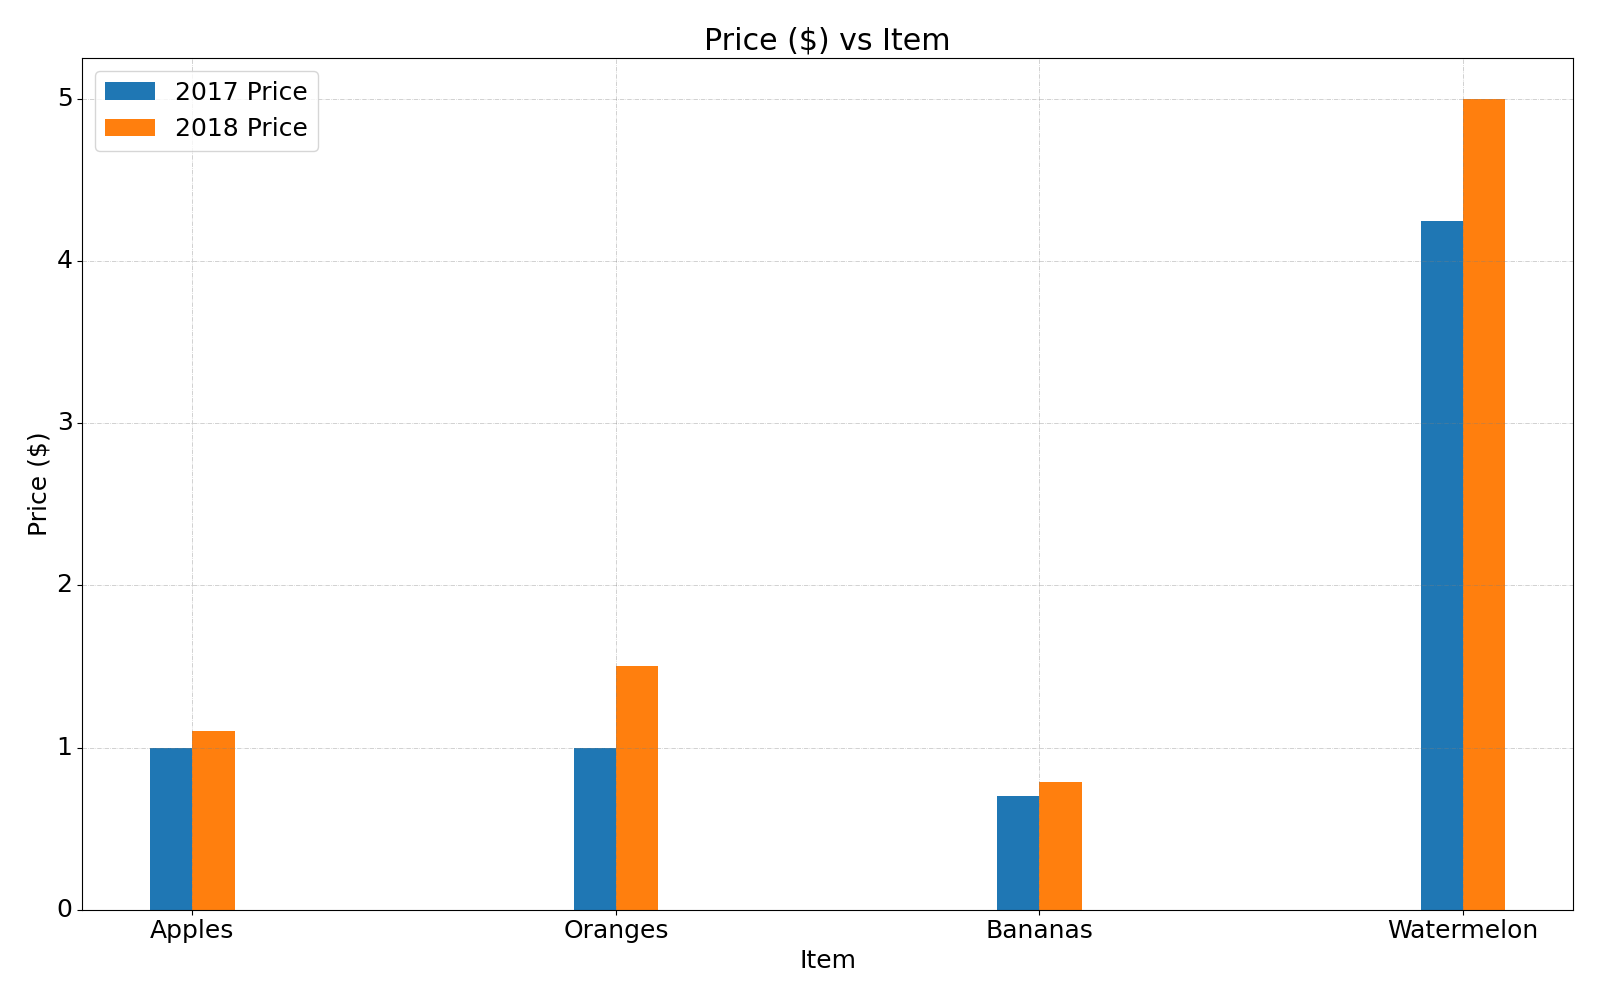 Price ($) vs Item
2017 Price
2018 Price
5
4
3
2
1
0
Price ($)
Apples
Oranges
Bananas
Watermelon
Item